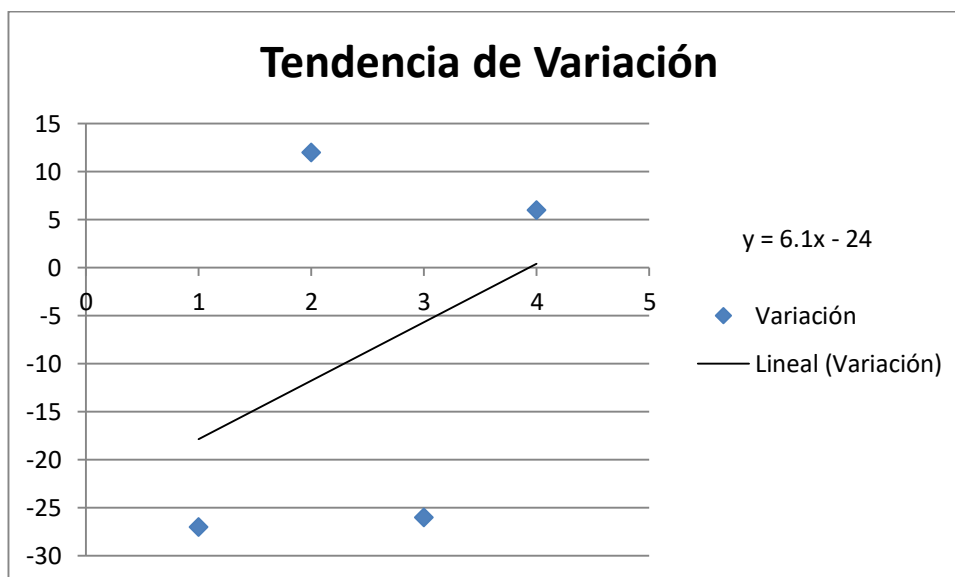 Tendencia de Variación
15
10
5
0
-5
-10
-15
-20
-25
-30
0 1 2 3 4 5
y = 6.1x - 24
Variación
Lineal (Variación)